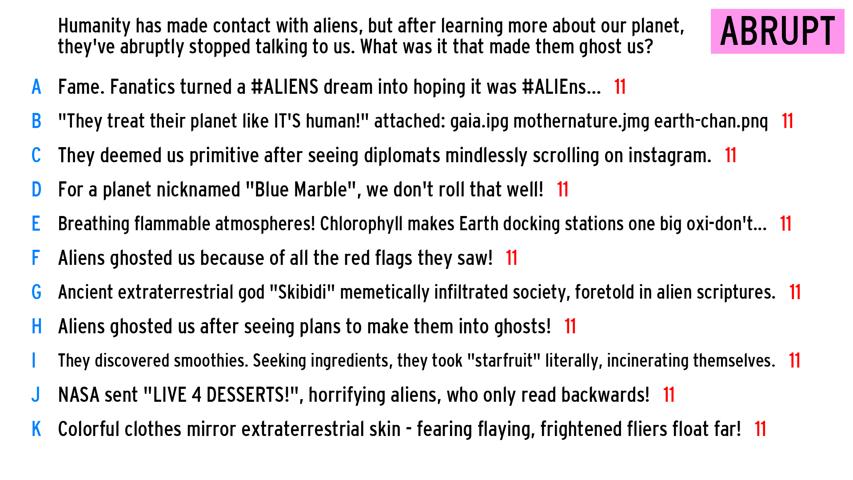 Humanity has made contact with aliens, but after learning more about our planet,
they've abruptly stopped talking to us. What was it that made them ghost us?
ABRUPT
A Fame. Fanatics turned a #ALIENS dream into hoping it was #ALIEns... 11
B "They treat their planet like IT'S human!" attached: gaia.ipg mothernature.jmg earth-chan.pnq 11
C They deemed us primitive after seeing diplomats mindlessly scrolling on instagram. 11
D For a planet nicknamed "Blue Marble", we don't roll that well! 11
E Breathing flammable atmospheres! Chlorophyll makes Earth docking stations one big oxi-don't... 11
F Aliens ghosted us because of all the red flags they saw! 11
G Ancient extraterrestrial god "Skibidi" memetically infiltrated society, foretold in alien scriptures. 11
H Aliens ghosted us after seeing plans to make them into ghosts! 11
I They discovered smoothies. Seeking ingredients, they took "starfruit" literally, incinerating themselves. 11
J NASA sent "LIVE 4 DESSERTS!", horrifying aliens, who only read backwards! 11
K Colorful clothes mirror extraterrestrial skin - fearing flaying, frightened fliers float far! 11